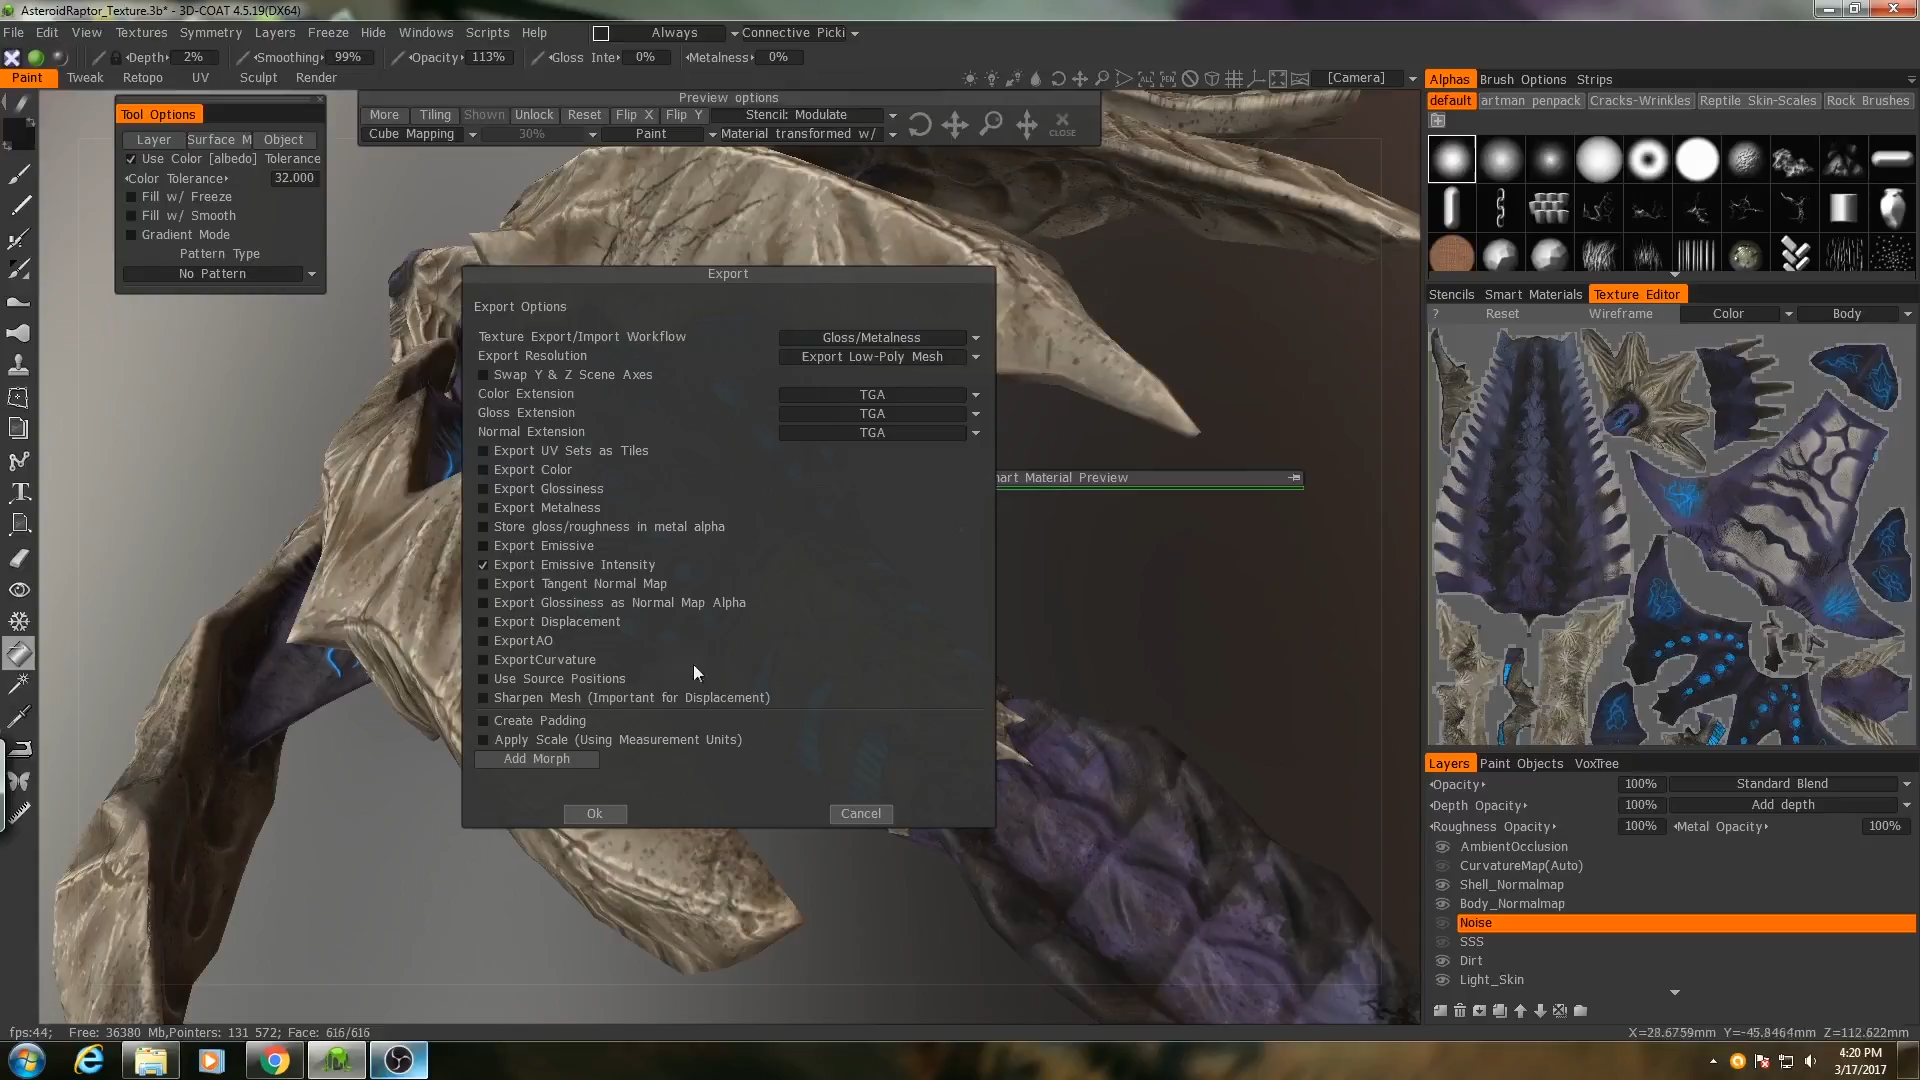 AsteroidRaptor_Texture.3b* - 3D-COAT 4.5.19(DX64)
File Edit View Textures Symmetry Layers Freeze Hide Windows Scripts Help Always Connective Picki
Depth 2% Smoothing 99% Opacity 113% Gloss Inte 0% Metalness 0%
Paint Tweak Retopo UV Sculpt Render [Camera]
Alphas Brush Options Strips
default artman penpack Cracks-Wrinkles Reptile Skin-Scales Rock Brushes
Tool Options
Layer Surface M Object
Use Color [albedo] Tolerance
Color Tolerance 32.000
Fill w/ Freeze
Fill w/ Smooth
Gradient Mode
Pattern Type
No Pattern
Preview options
More Tiling Shown Unlock Reset Flip X Flip Y Stencil: Modulate
Cube Mapping 30% Paint Material transformed w/
CLOSE
Export
Export Options
Texture Export/Import Workflow Gloss/Metalness
Export Resolution Export Low-Poly Mesh
Swap Y & Z Scene Axes
Color Extension TGA
Gloss Extension TGA
Normal Extension TGA
Export UV Sets as Tiles
Export Color
Export Glossiness
Export Metalness
Store gloss/roughness in metal alpha
Export Emissive
Export Emissive Intensity
Export Tangent Normal Map
Export Glossiness as Normal Map Alpha
Export Displacement
ExportAO
ExportCurvature
Use Source Positions
Sharpen Mesh (Important for Displacement)
Create Padding
Apply Scale (Using Measurement Units)
Add Morph
Ok Cancel
mart Material Preview
Stencils Smart Materials Texture Editor
? Reset Wireframe Color Body
Layers Paint Objects VoxTree
Opacity 100% Standard Blend
Depth Opacity 100% Add depth
Roughness Opacity 100% Metal Opacity 100%
AmbientOcclusion
CurvatureMap(Auto)
Shell_Normalmap
Body_Normalmap
Noise
SSS
Dirt
Light_Skin
fps:44; Free: 36380 Mb,Pointers: 131 572; Face: 616/616 X=28.6759mm Y=-45.8464mm Z=112.622mm
4:20 PM
3/17/2017